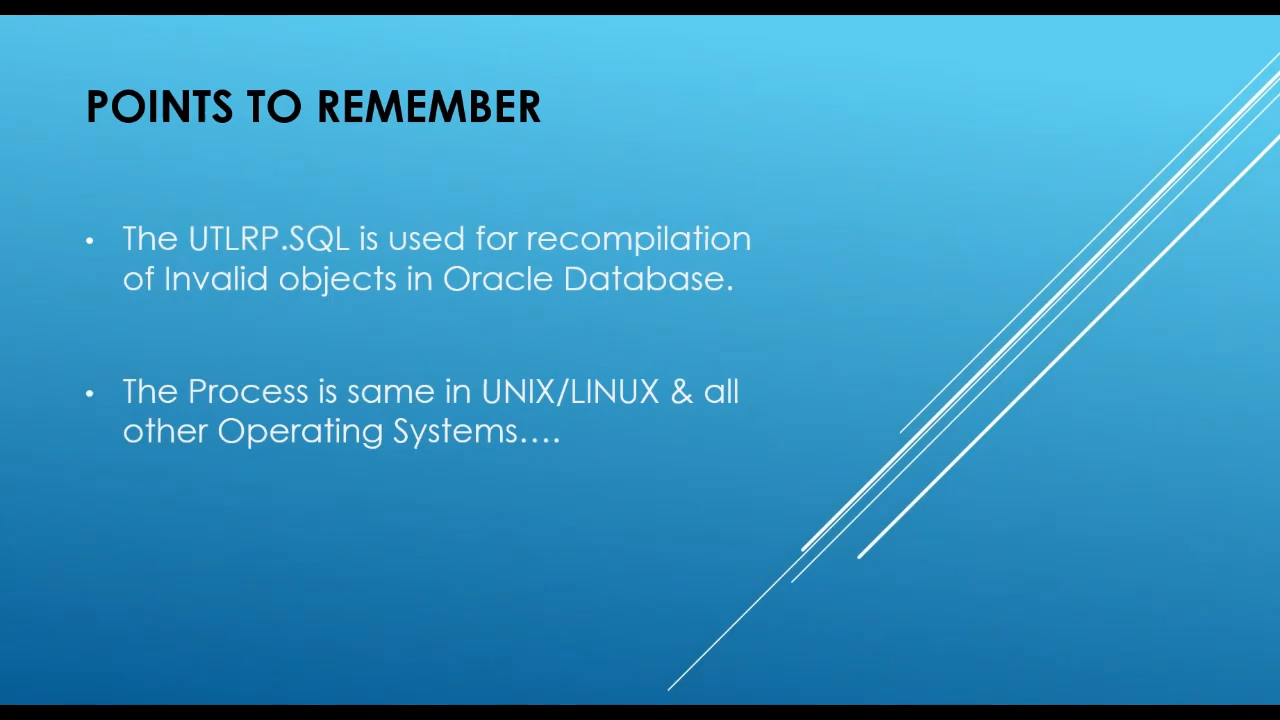 POINTS TO REMEMBER
• The UTLRP.SQL is used for recompilation
of Invalid objects in Oracle Database.
• The Process is same in UNIX/LINUX & all
other Operating Systems....